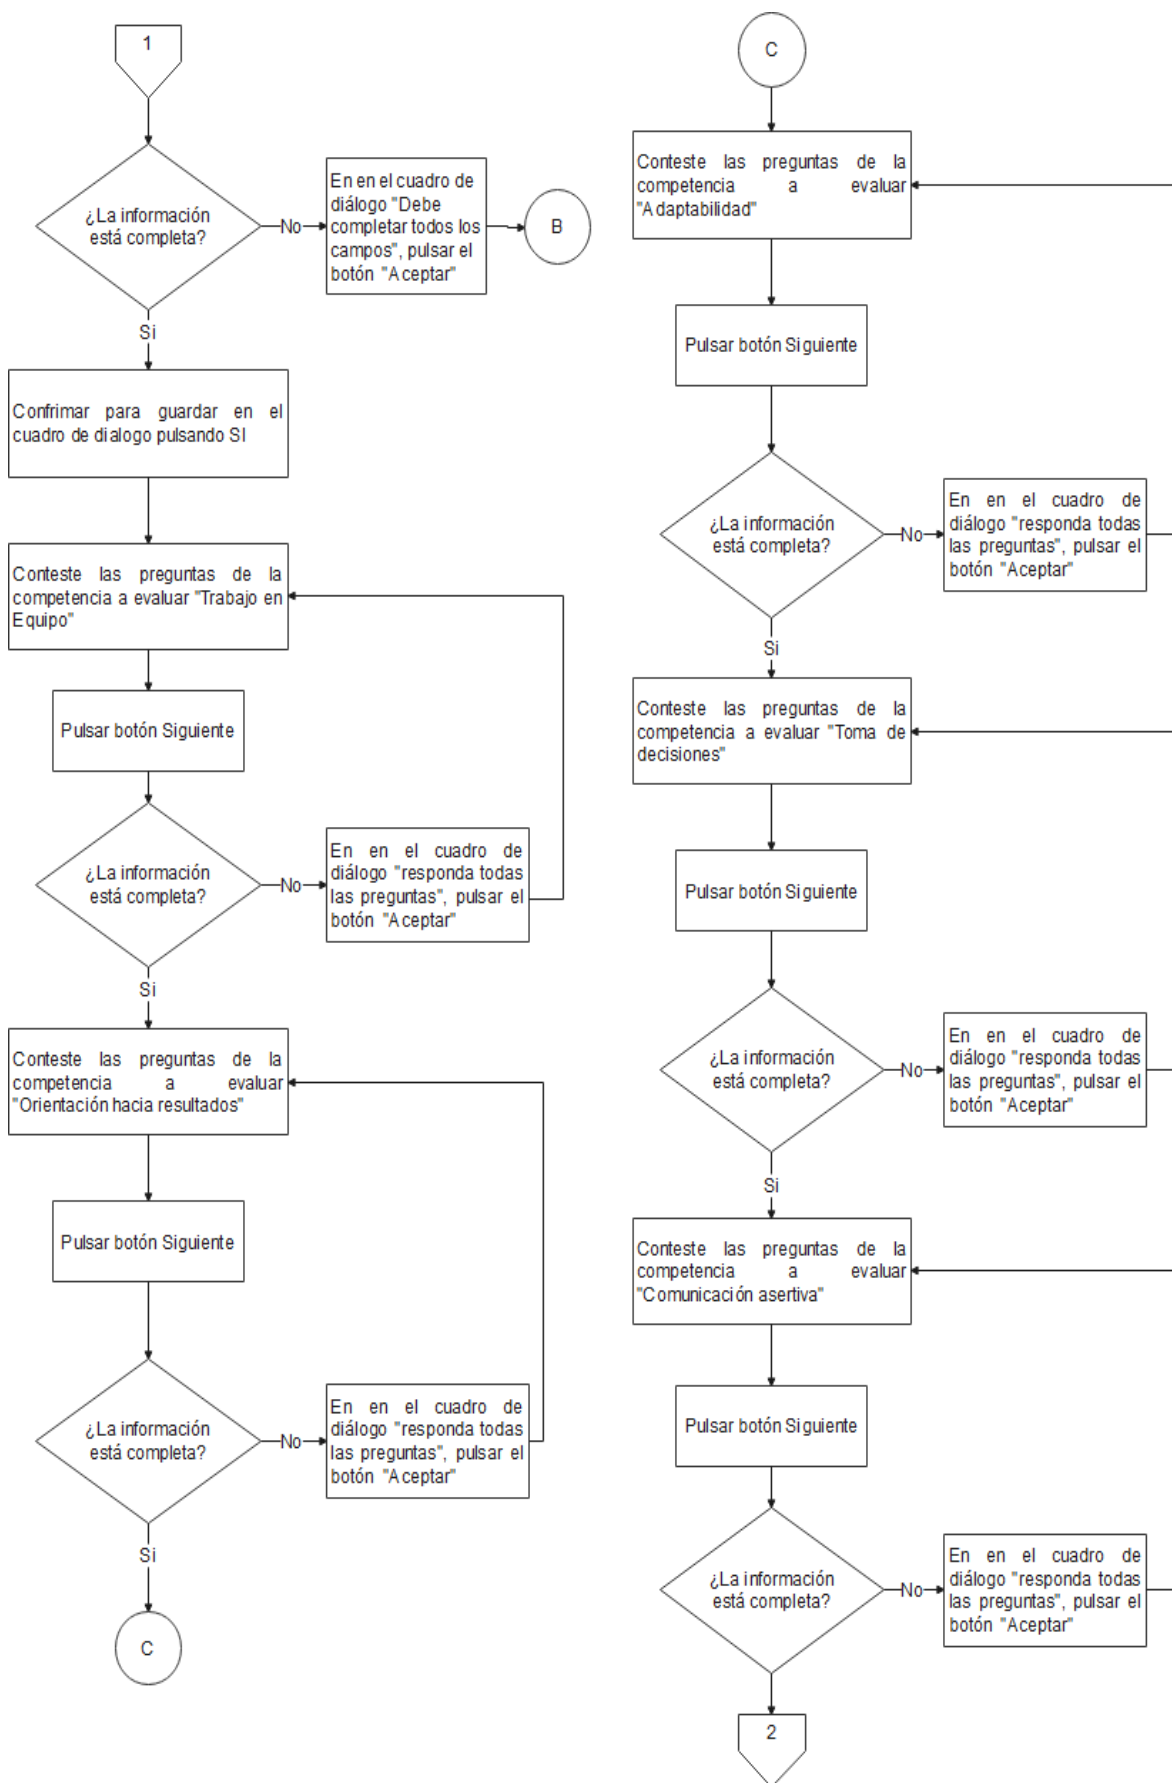 1
¿La información
está completa?
No
En en el cuadro de
diálogo "Debe
completar todos los
campos", pulsar el
botón "Aceptar"
B
Si
Confrimar para guardar en el
cuadro de dialogo pulsando SI
Conteste las preguntas de la
competencia a evaluar "Trabajo en
Equipo"
Pulsar botón Siguiente
¿La información
está completa?
No
En en el cuadro de
diálogo "responda todas
las preguntas", pulsar el
botón "Aceptar"
Si
Conteste las preguntas de la
competencia a evaluar
"Orientación hacia resultados"
Pulsar botón Siguiente
¿La información
está completa?
No
En en el cuadro de
diálogo "responda todas
las preguntas", pulsar el
botón "Aceptar"
Si
C
C
Conteste las preguntas de la
competencia a evaluar
"Adaptabilidad"
Pulsar botón Siguiente
¿La información
está completa?
No
En en el cuadro de
diálogo "responda todas
las preguntas", pulsar el
botón "Aceptar"
Si
Conteste las preguntas de la
competencia a evaluar "Toma de
decisiones"
Pulsar botón Siguiente
¿La información
está completa?
No
En en el cuadro de
diálogo "responda todas
las preguntas", pulsar el
botón "Aceptar"
Si
Conteste las preguntas de la
competencia a evaluar
"Comunicación asertiva"
Pulsar botón Siguiente
¿La información
está completa?
No
En en el cuadro de
diálogo "responda todas
las preguntas", pulsar el
botón "Aceptar"
2